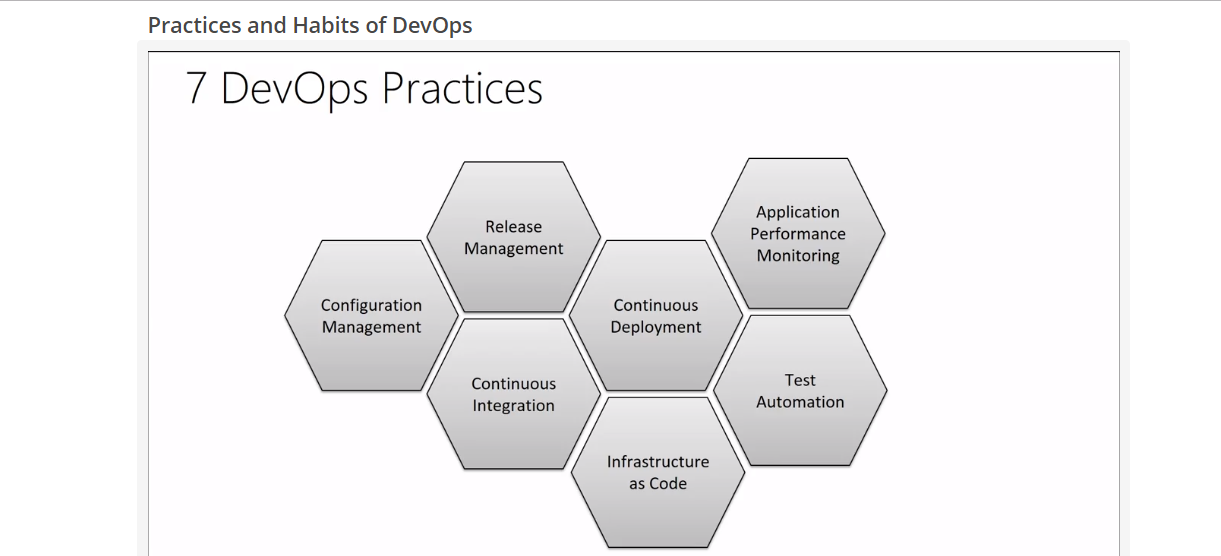 Practices and Habits of DevOps
7 DevOps Practices
Release
Management
Application
Performance
Monitoring
Configuration
Management
Continuous
Deployment
Continuous
Integration
Test
Automation
Infrastructure
as Code